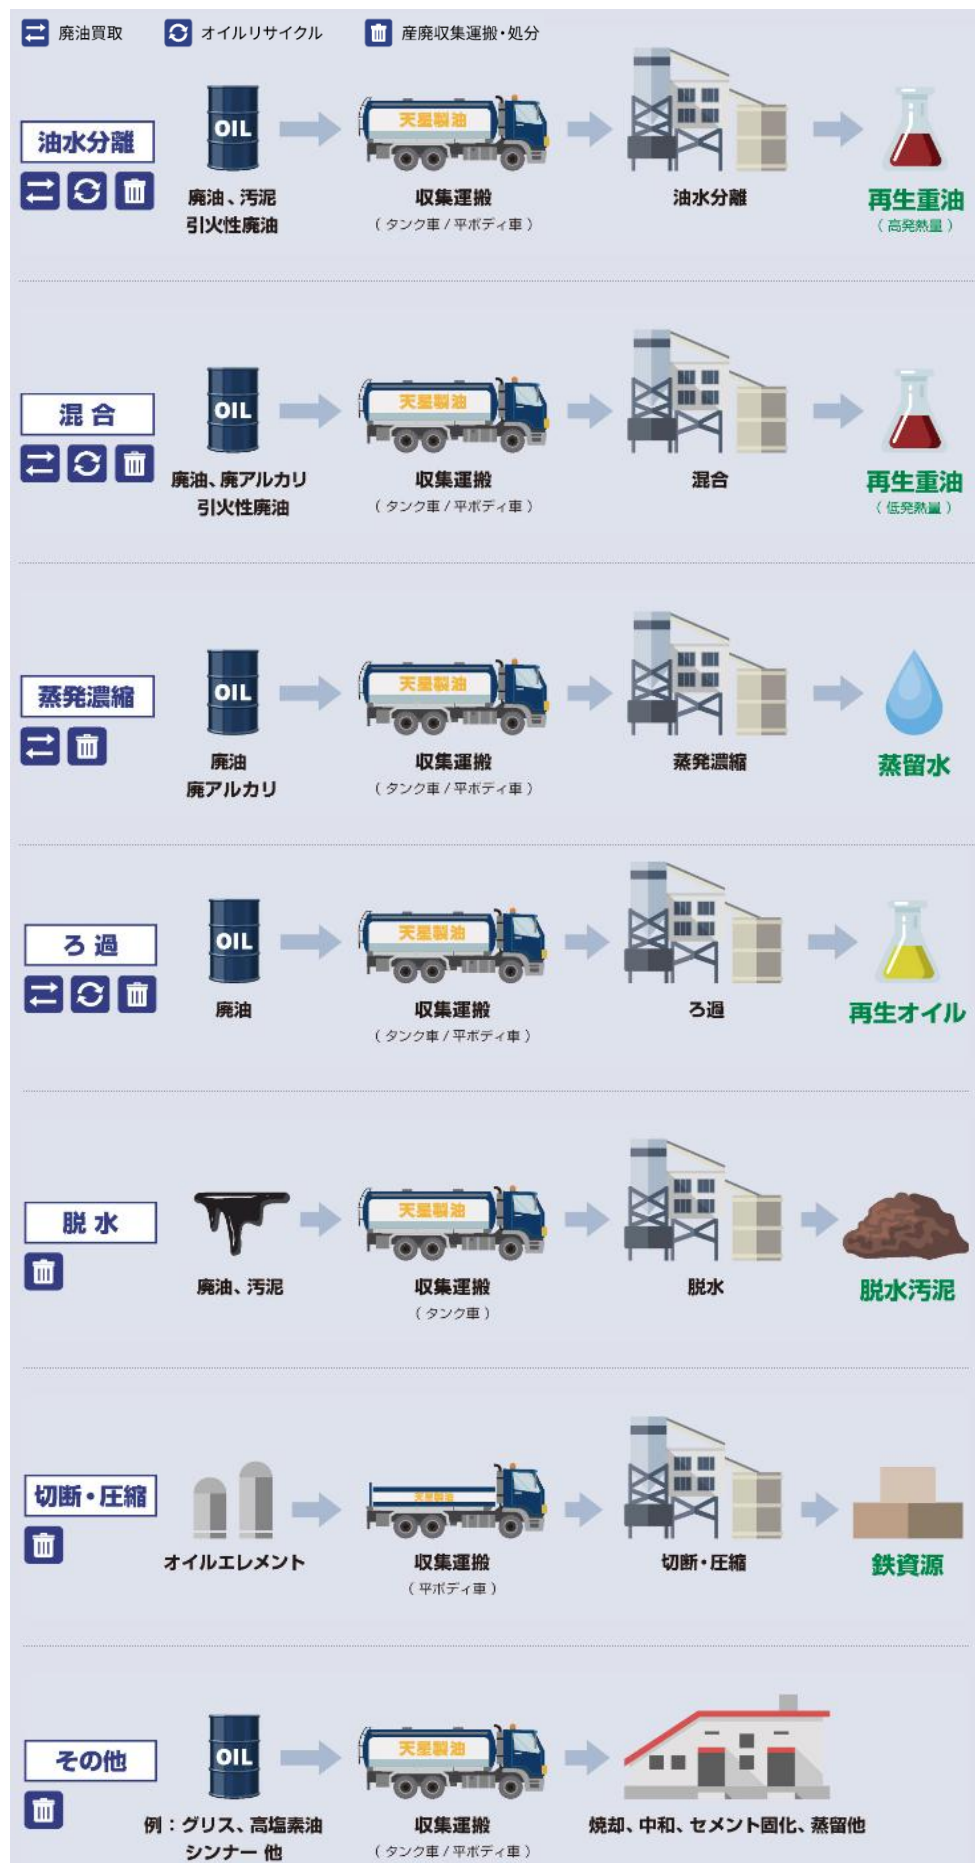 廃油買取 オイルリサイクル 産廃収集運搬・処分
油水分離
OIL
天星製油
廃油、汚泥
引火性廃油
収集運搬
（ タンク車 / 平ボディ車 ）
油水分離
再生重油
（ 高発熱量 ）
混 合
OIL
天星製油
廃油、廃アルカリ
引火性廃油
収集運搬
（ タンク車 / 平ボディ車 ）
混合
再生重油
（ 低発熱量 ）
蒸発濃縮
OIL
天星製油
廃油
廃アルカリ
収集運搬
（ タンク車 / 平ボディ車 ）
蒸発濃縮
蒸留水
ろ 過
OIL
天星製油
廃油
収集運搬
（ タンク車 / 平ボディ車 ）
ろ過
再生オイル
脱 水
天星製油
廃油、汚泥
収集運搬
（ タンク車 ）
脱水
脱水汚泥
切断・圧縮
天星製油
オイルエレメント
収集運搬
（ 平ボディ車 ）
切断・圧縮
鉄資源
その他
OIL
天星製油
例：グリス、高塩素油
シンナー 他
収集運搬
（ タンク車 / 平ボディ車 ）
焼却、中和、セメント固化、蒸留他